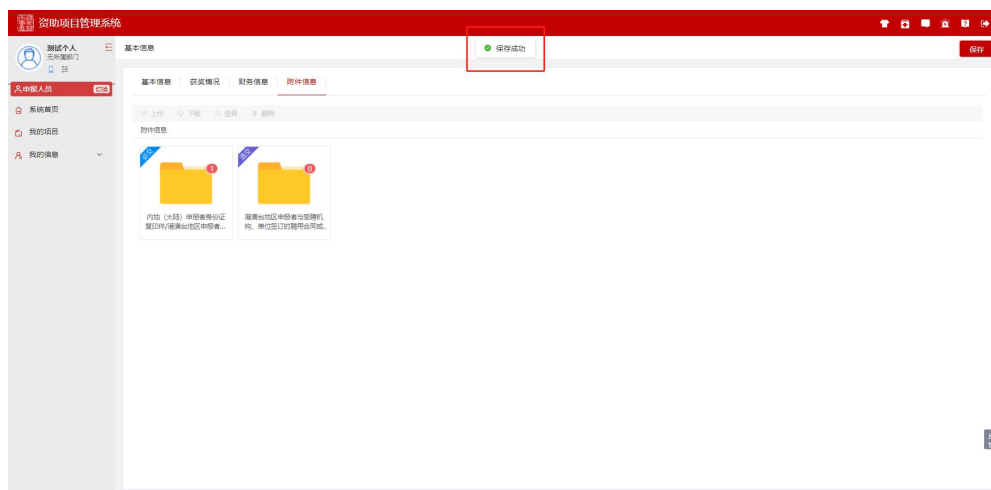 资助项目管理系统
测试个人
无所属部门
基本信息
保存成功
保存
申报人员
切换
系统首页
我的项目
我的信息
基本信息 获奖情况 财务信息 附件信息
上传 下载 查看 删除
附件信息
必交
1
内地（大陆）申报者身份证
复印件/港澳台地区申报者...
选交
0
港澳台地区申报者与受聘机
构、单位签订的聘用合同或..